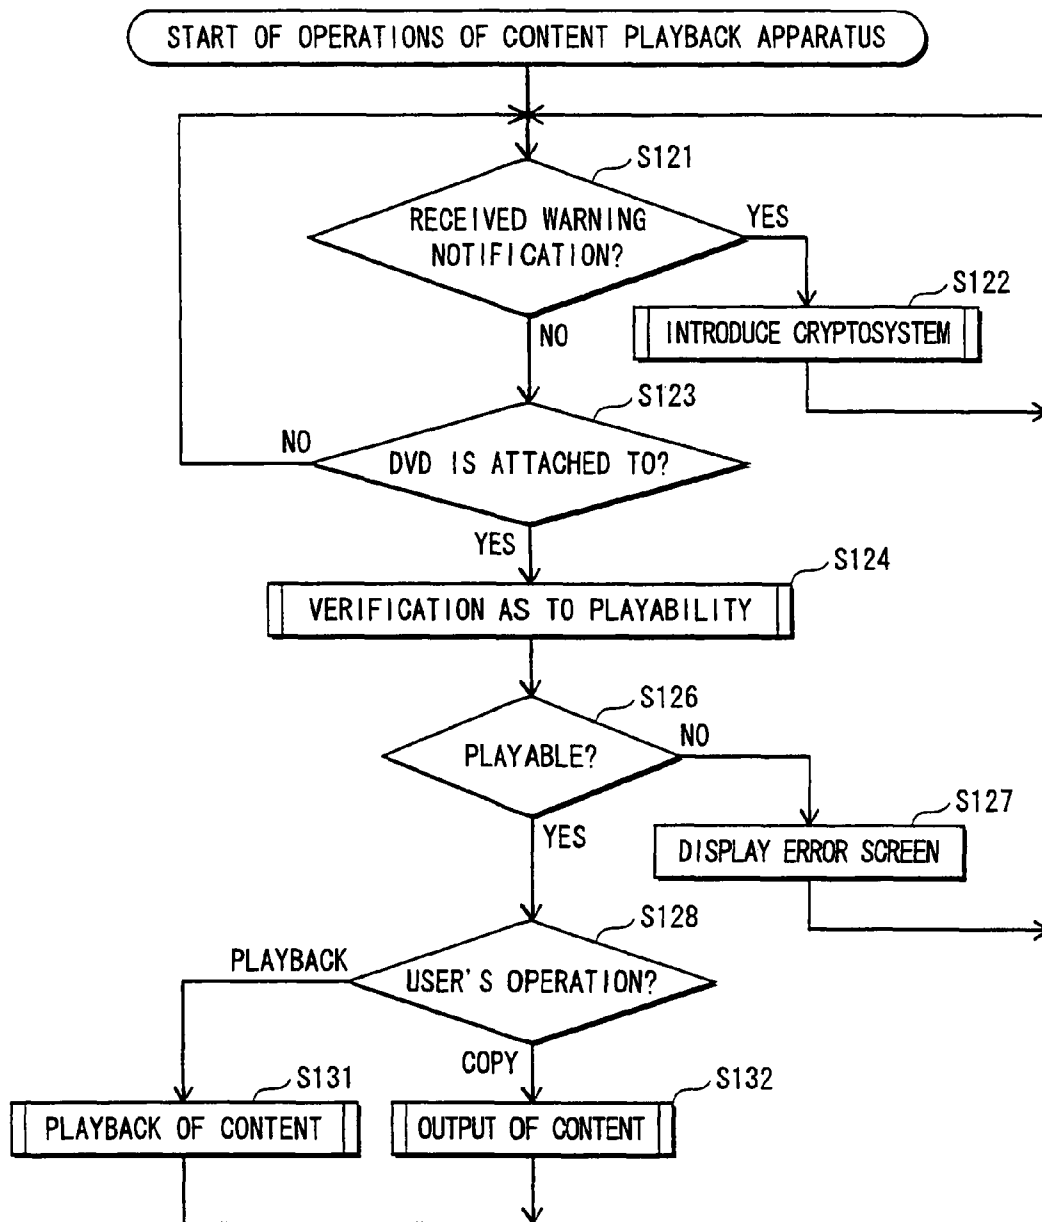 START OF OPERATIONS OF CONTENT PLAYBACK APPARATUS
S121
RECEIVED WARNING
NOTIFICATION?
YES
S122
INTRODUCE CRYPTOSYSTEM
NO
S123
NO
DVD IS ATTACHED TO?
YES
S124
VERIFICATION AS TO PLAYABILITY
S126
PLAYABLE?
NO
S127
DISPLAY ERROR SCREEN
YES
S128
PLAYBACK
USER'S OPERATION?
COPY
S131
PLAYBACK OF CONTENT
S132
OUTPUT OF CONTENT